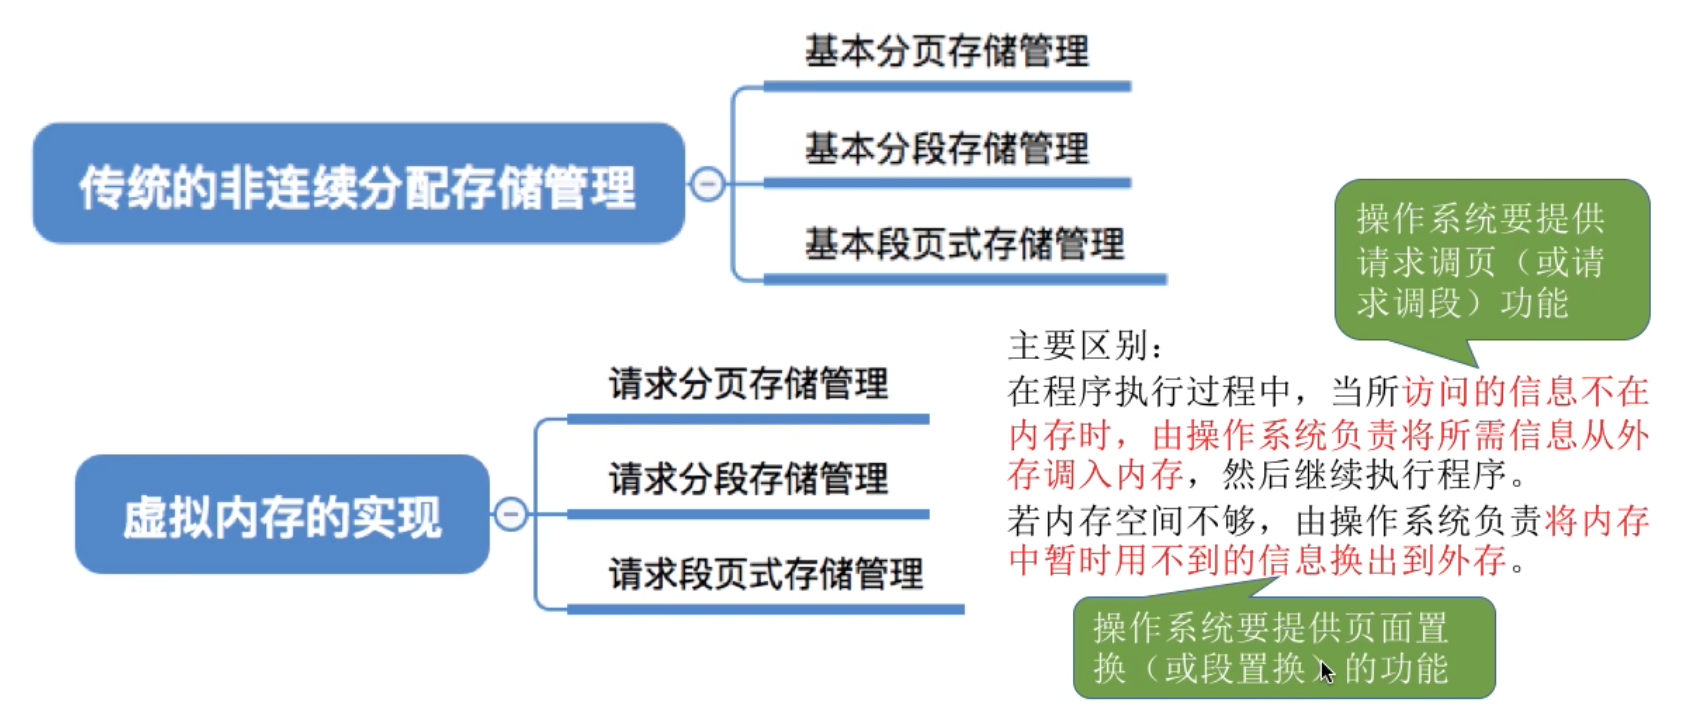 基本分页存储管理
基本分段存储管理
传统的非连续分配存储管理
基本段页式存储管理
操作系统要提供
请求调页（或请
求调段）功能
请求分页存储管理
请求分段存储管理
虚拟内存的实现
请求段页式存储管理
主要区别：
在程序执行过程中，当所访问的信息不在
内存时，由操作系统负责将所需信息从外
存调入内存，然后继续执行程序。
若内存空间不够，由操作系统负责将内存
中暂时用不到的信息换出到外存。
操作系统要提供页面置
换（或段置换）的功能